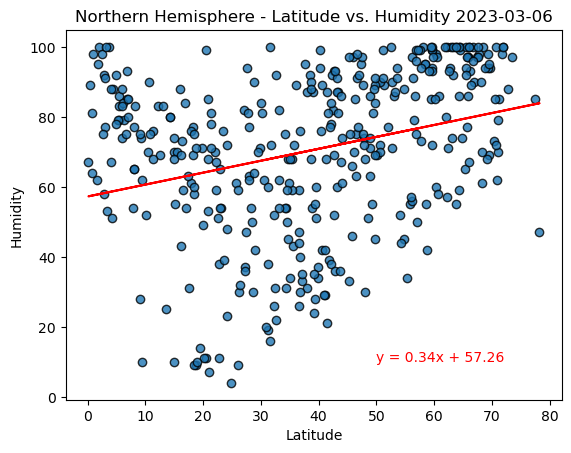 Northern Hemisphere - Latitude vs. Humidity 2023-03-06
Humidity
100
80
60
40
20
0
y = 0.34x + 57.26
0 10 20 30 40 50 60 70 80
Latitude